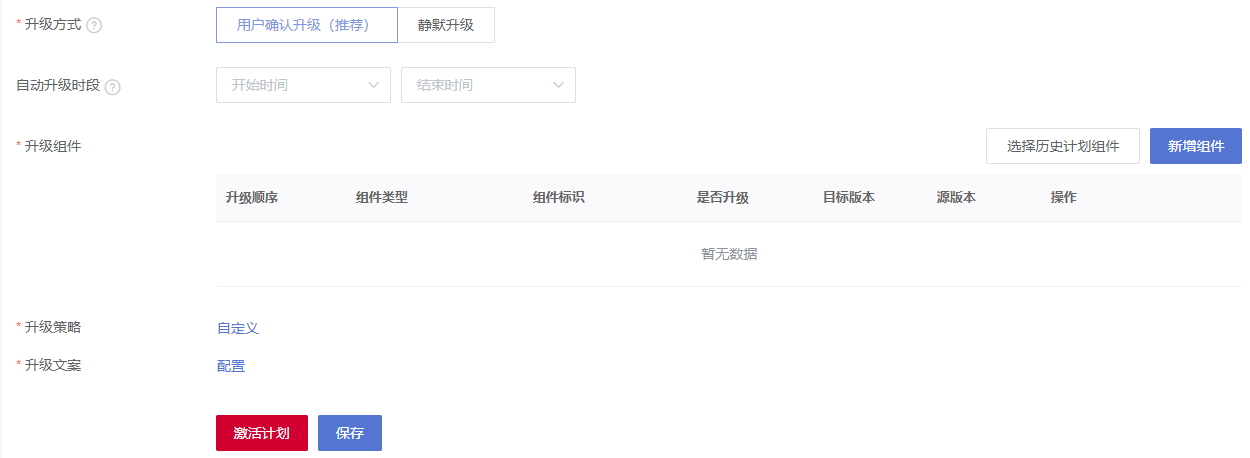 * 升级方式 ?
用户确认升级（推荐） 静默升级
自动升级时段 ?
开始时间 结束时间
* 升级组件
选择历史计划组件 新增组件
升级顺序 组件类型 组件标识 是否升级 目标版本 源版本 操作
暂无数据
* 升级策略 自定义
* 升级文案 配置
激活计划 保存